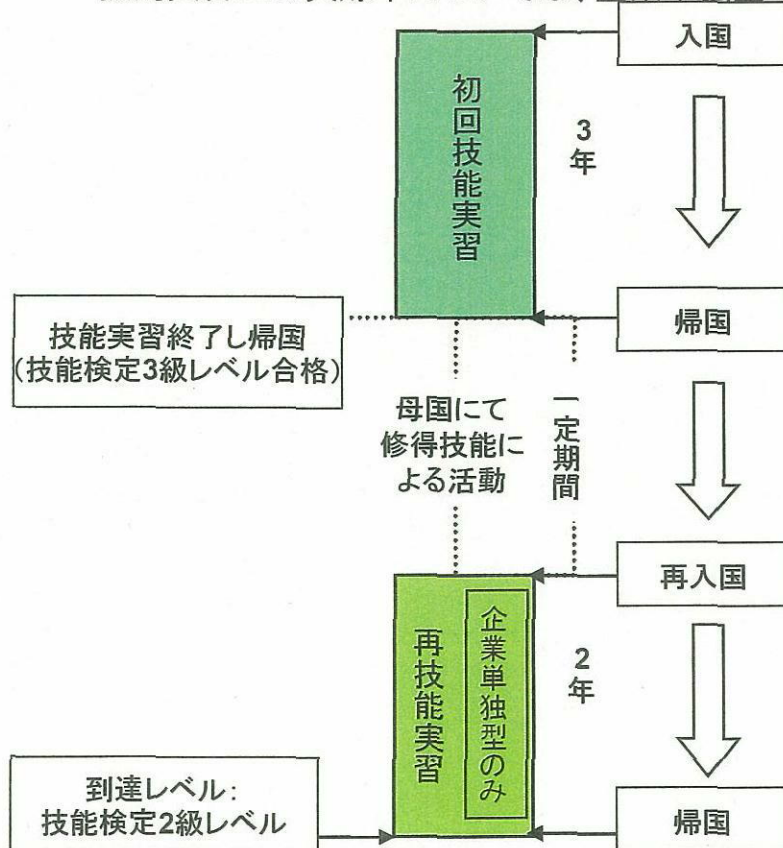 入国
初回技能実習
3年
技能実習終了し帰国
(技能検定3級レベル合格)
帰国
母国にて
修得技能に
よる活動
一定期間
再入国
再技能実習
企業単独型のみ
2年
到達レベル:
技能検定2級レベル
帰国